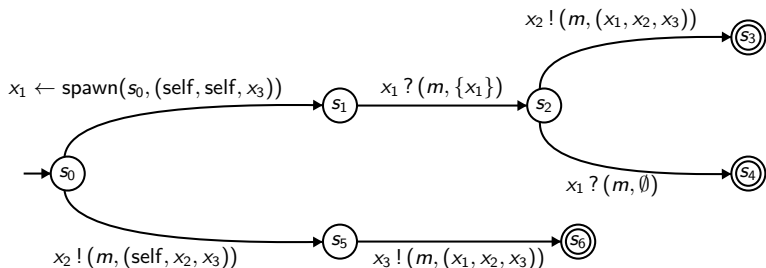 x₂ ! (m, (x₁, x₂, x₃))
s₃
x₁ ← spawn(s₀, (self, self, x₃))
x₁ ? (m, {x₁})
s₁
s₂
s₀
s₄
x₁ ? (m, ∅)
s₅
s₆
x₂ ! (m, (self, x₂, x₃))
x₃ ! (m, (x₁, x₂, x₃))